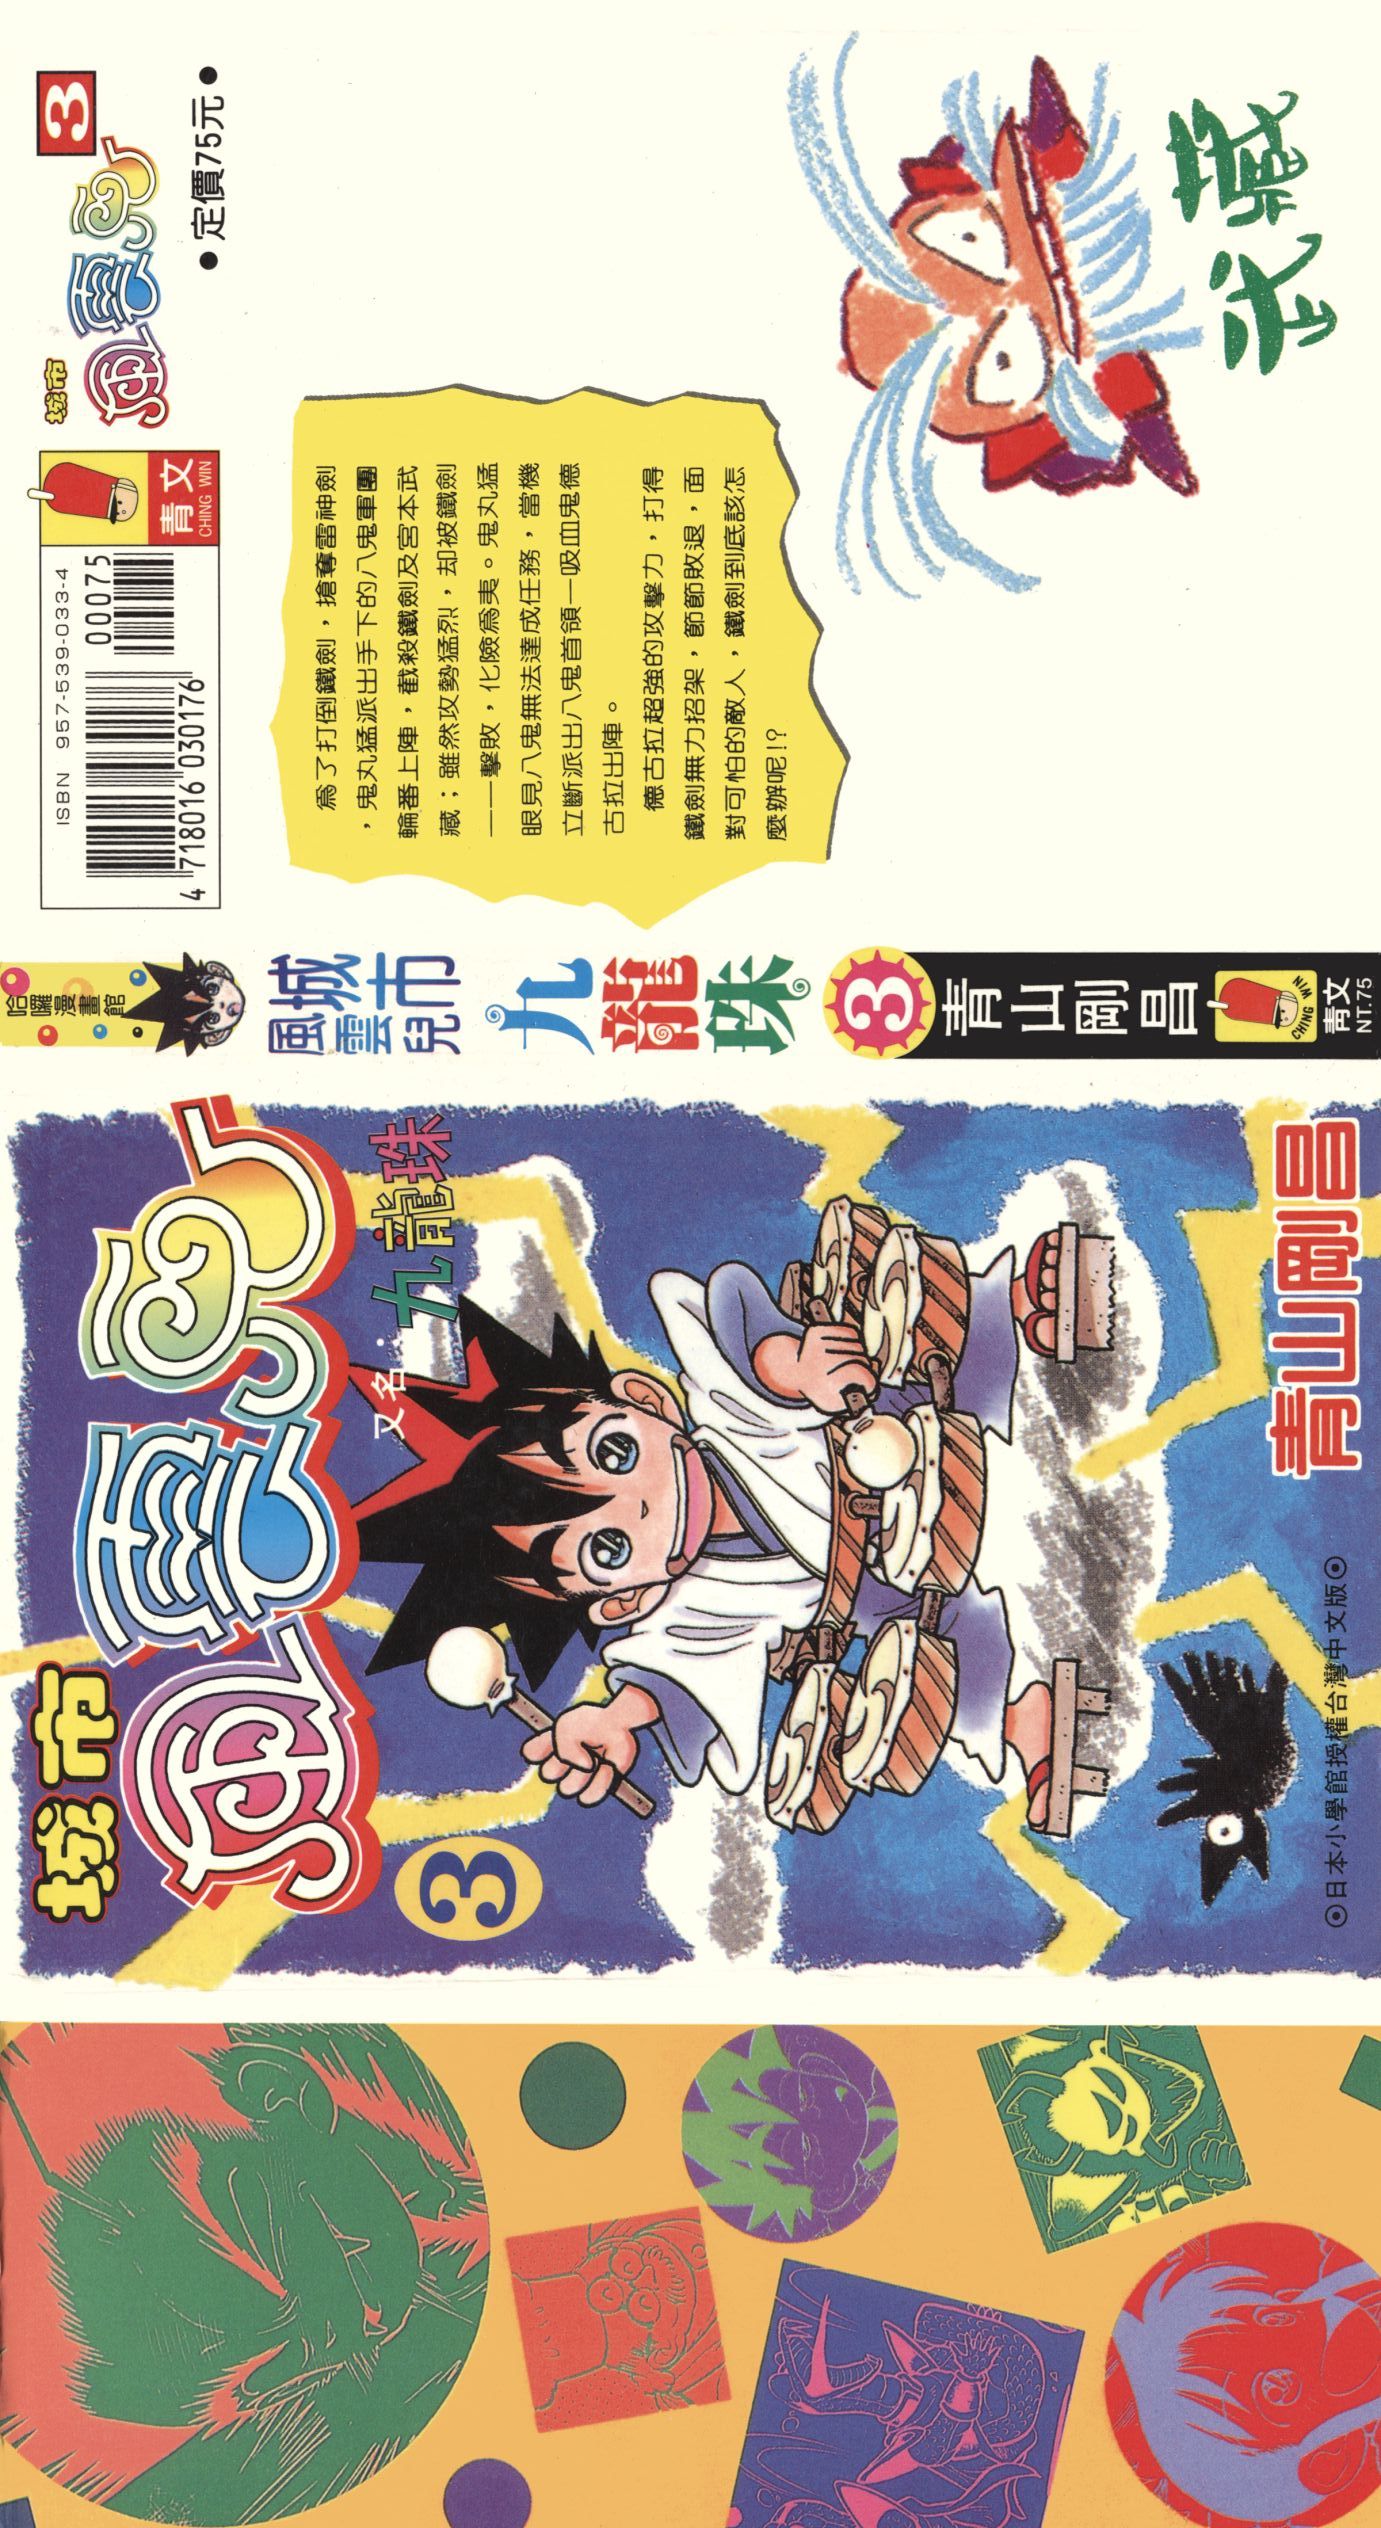 3
城市
風雲兒
●定價75元●
ISBN 957-539-033-4
00075
4 718016 030176
青文
CHING WIN
為了打倒鐵劍，搶奪雷神劍
，鬼丸猛派出手下的八鬼軍團
輪番上陣，截殺鐵劍及宮本武
藏；雖然攻勢猛烈，却被鐵劍
一一擊敗，化險為夷。鬼丸猛
眼見八鬼無法達成任務，當機
立斷派出八鬼首領一吸血鬼德
古拉出陣。
德古拉超強的攻擊力，打得
鐵劍無力招架，節節敗退，面
對可怕的敵人，鐵劍到底該怎
麼辦呢!?
武藏
哈囉漫畫館
城市
風雲兒
九龍珠
3
青山剛昌
CHING WIN
青文
NT.75
城市
風雲兒
又名：九龍珠
3
青山剛昌
⊙日本小學館授權台灣中文版⊙